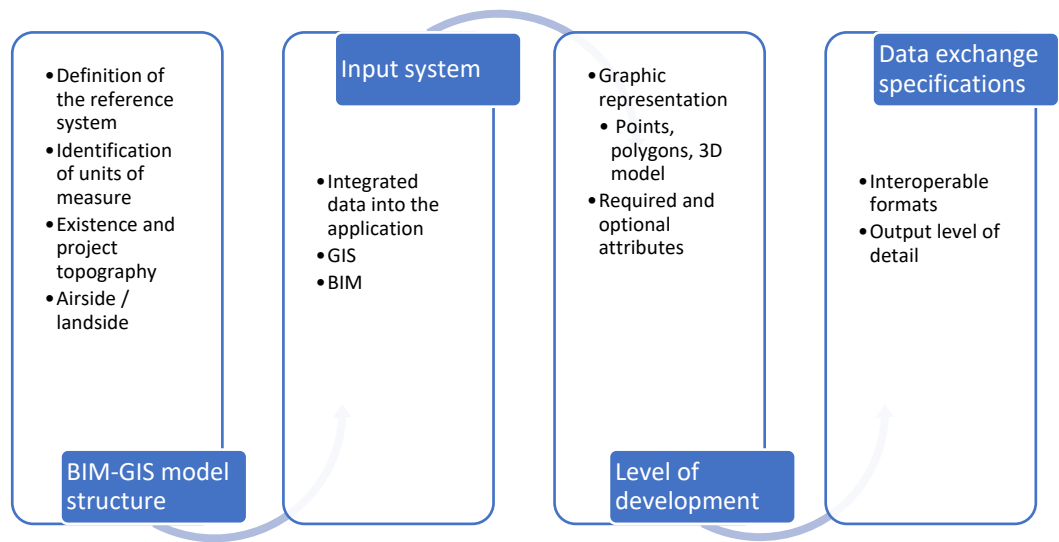 •Definition of
the reference
system
•Identification
of units of
measure
•Existence and
project
topography
•Airside /
landside
BIM-GIS model
structure
Input system
•Integrated
data into the
application
•GIS
•BIM
•Graphic
representation
• Points,
polygons, 3D
model
•Required and
optional
attributes
Level of
development
Data exchange
specifications
•Interoperable
formats
•Output level of
detail